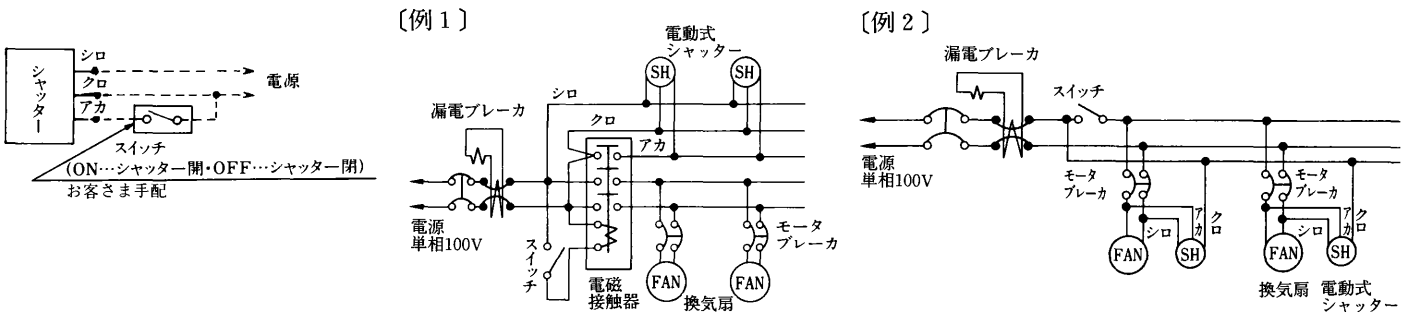 シャッター
シロ
クロ
アカ
電源
スイッチ
(ON…シャッター開・OFF…シャッター閉)
お客さま手配
〔例1〕
電動式
シャッター
SH
SH
シロ
クロ
アカ
漏電ブレーカ
電源
単相100V
スイッチ
電磁
接触器
FAN
FAN
換気扇
モータ
ブレーカ
〔例2〕
漏電ブレーカ
スイッチ
電源
単相100V
モータ
ブレーカ
モータ
ブレーカ
シロ
アカ
クロ
シロ
アカ
クロ
FAN
SH
FAN
SH
換気扇
電動式
シャッター